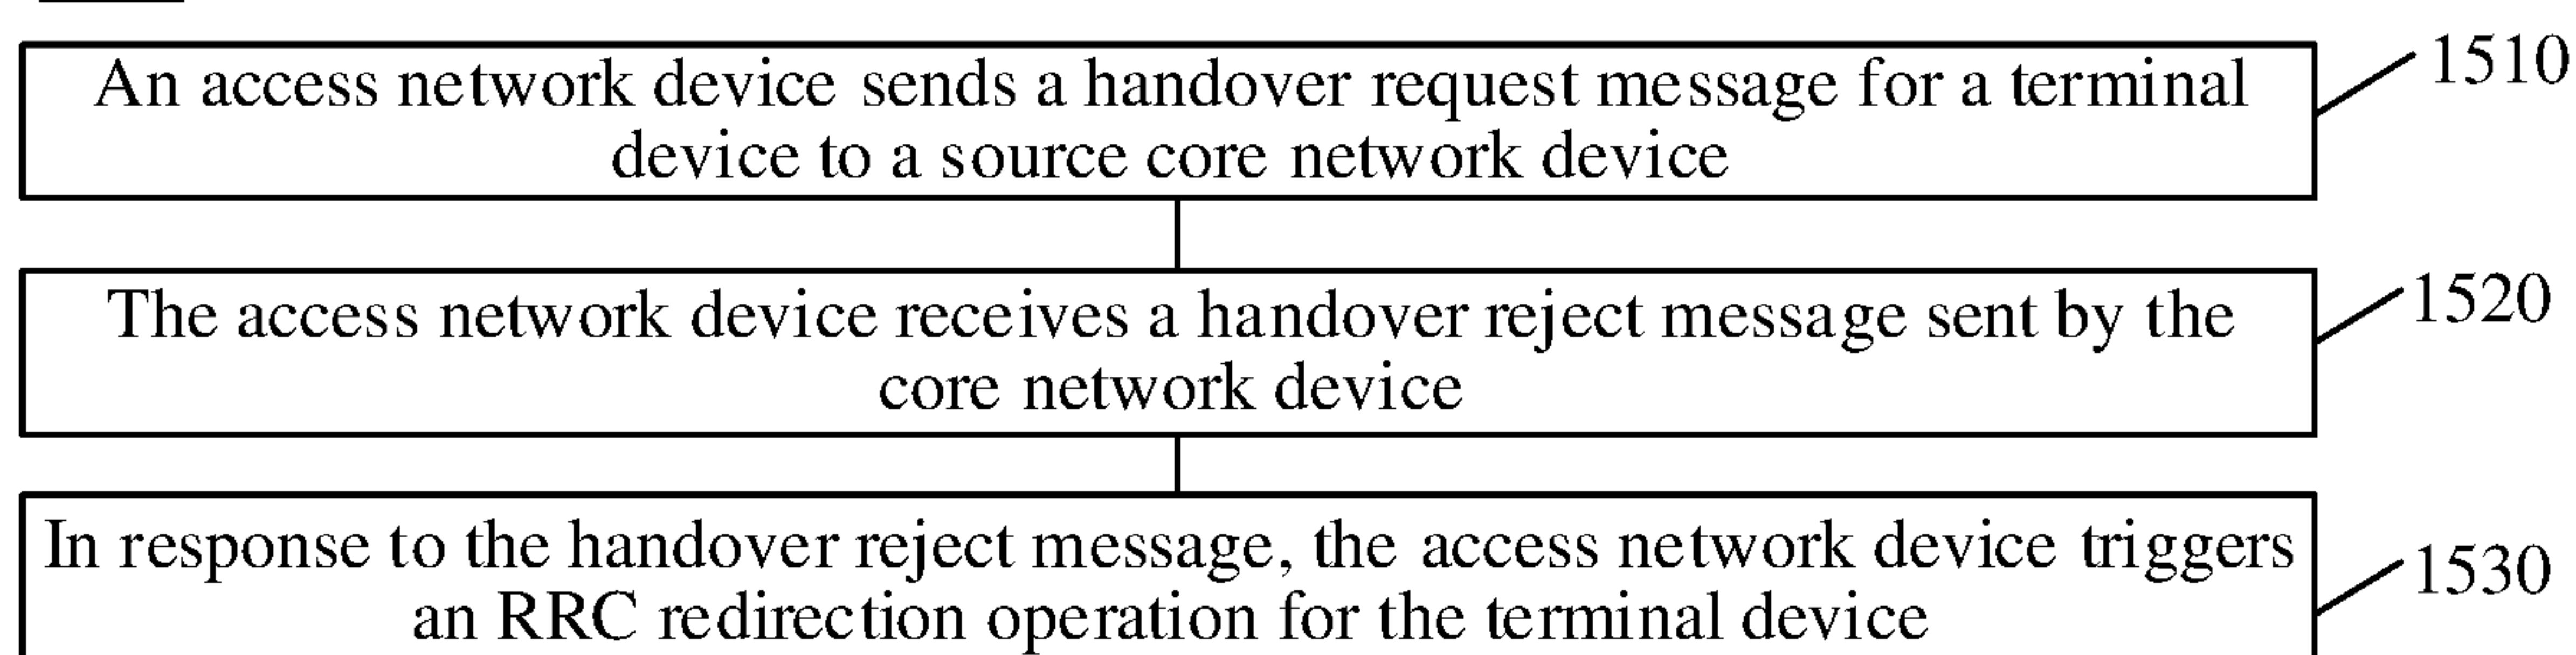 An access network device sends a handover request message for a terminal
device to a source core network device
1510
The access network device receives a handover reject message sent by the
core network device
1520
In response to the handover reject message, the access network device triggers
an RRC redirection operation for the terminal device
1530